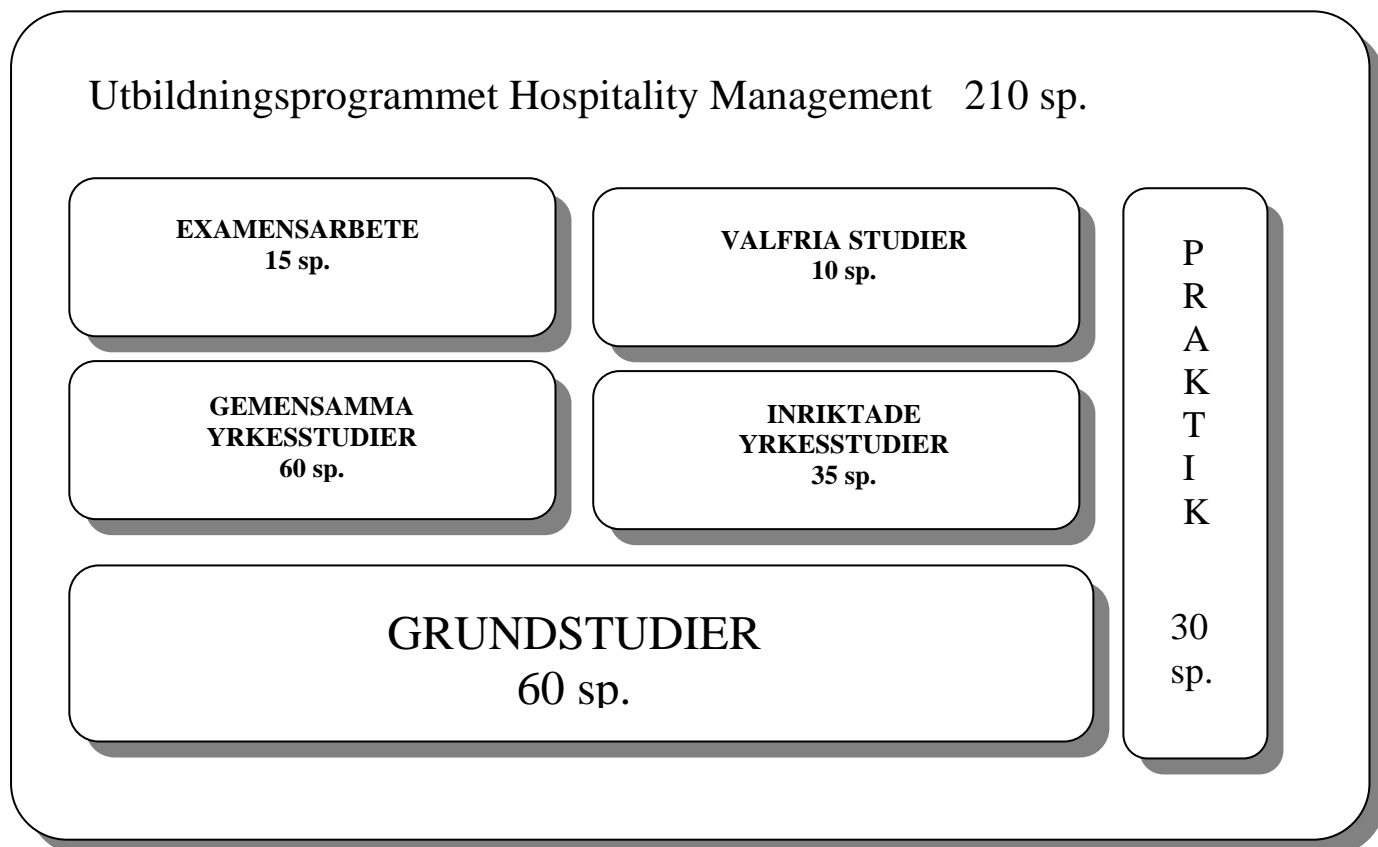 Utbildningsprogrammet Hospitality Management 210 sp.
EXAMENSARBETE
15 sp.
VALFRIA STUDIER
10 sp.
GEMENSAMMA
YRKESSTUDIER
60 sp.
INRIKTADE
YRKESSTUDIER
35 sp.
GRUNDSTUDIER
60 sp.
P
R
A
K
T
I
K
30
sp.